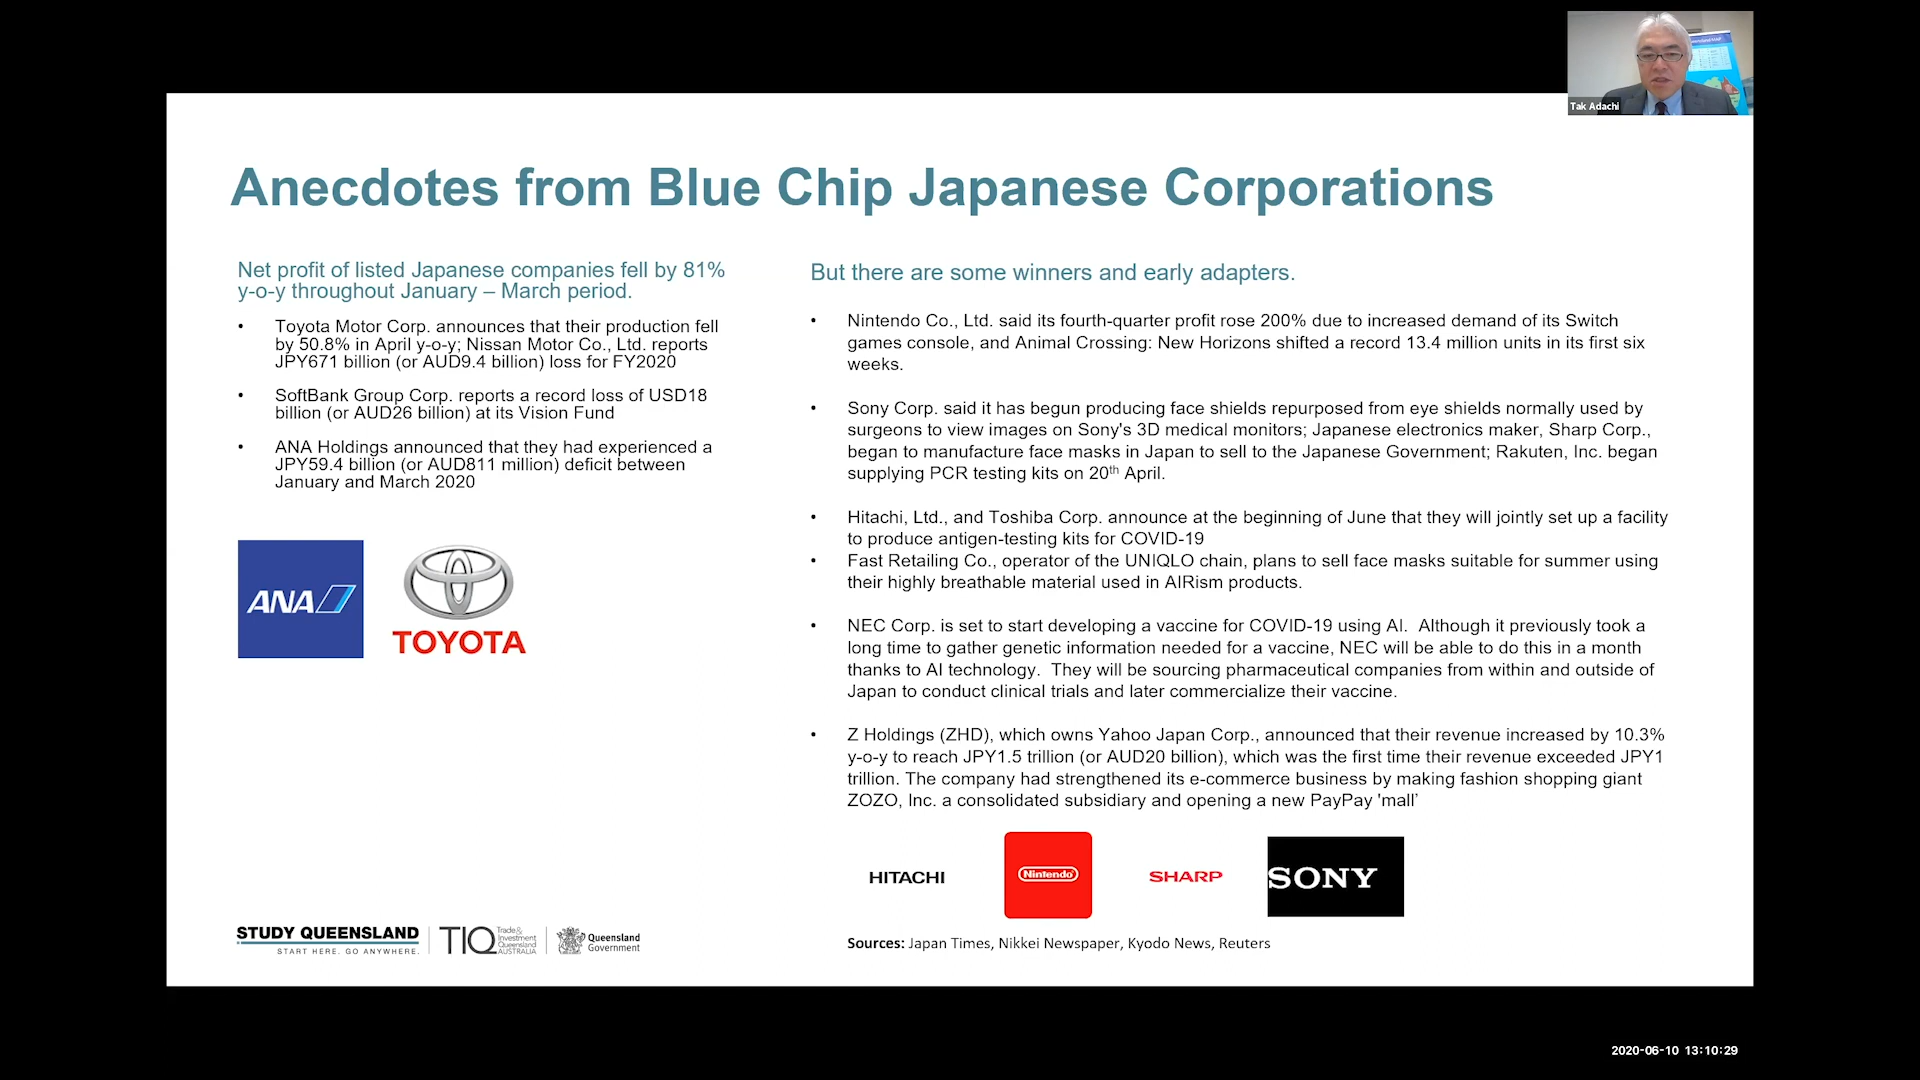 Tak Adachi
Anecdotes from Blue Chip Japanese Corporations
Net profit of listed Japanese companies fell by 81%
y-o-y throughout January – March period.
• Toyota Motor Corp. announces that their production fell
by 50.8% in April y-o-y; Nissan Motor Co., Ltd. reports
JPY671 billion (or AUD9.4 billion) loss for FY2020
• SoftBank Group Corp. reports a record loss of USD18
billion (or AUD26 billion) at its Vision Fund
• ANA Holdings announced that they had experienced a
JPY59.4 billion (or AUD811 million) deficit between
January and March 2020
ANA
TOYOTA
But there are some winners and early adapters.
• Nintendo Co., Ltd. said its fourth-quarter profit rose 200% due to increased demand of its Switch
games console, and Animal Crossing: New Horizons shifted a record 13.4 million units in its first six
weeks.
• Sony Corp. said it has begun producing face shields repurposed from eye shields normally used by
surgeons to view images on Sony's 3D medical monitors; Japanese electronics maker, Sharp Corp.,
began to manufacture face masks in Japan to sell to the Japanese Government; Rakuten, Inc. began
supplying PCR testing kits on 20th April.
• Hitachi, Ltd., and Toshiba Corp. announce at the beginning of June that they will jointly set up a facility
to produce antigen-testing kits for COVID-19
• Fast Retailing Co., operator of the UNIQLO chain, plans to sell face masks suitable for summer using
their highly breathable material used in AIRism products.
• NEC Corp. is set to start developing a vaccine for COVID-19 using AI.  Although it previously took a
long time to gather genetic information needed for a vaccine, NEC will be able to do this in a month
thanks to AI technology.  They will be sourcing pharmaceutical companies from within and outside of
Japan to conduct clinical trials and later commercialize their vaccine.
• Z Holdings (ZHD), which owns Yahoo Japan Corp., announced that their revenue increased by 10.3%
y-o-y to reach JPY1.5 trillion (or AUD20 billion), which was the first time their revenue exceeded JPY1
trillion. The company had strengthened its e-commerce business by making fashion shopping giant
ZOZO, Inc. a consolidated subsidiary and opening a new PayPay 'mall’
HITACHI
Nintendo
SHARP
SONY
STUDY QUEENSLAND
START HERE. GO ANYWHERE.
TIQ
Trade &
Investment
Queensland
AUSTRALIA
Queensland
Government
Sources: Japan Times, Nikkei Newspaper, Kyodo News, Reuters
2020-06-10 13:10:29